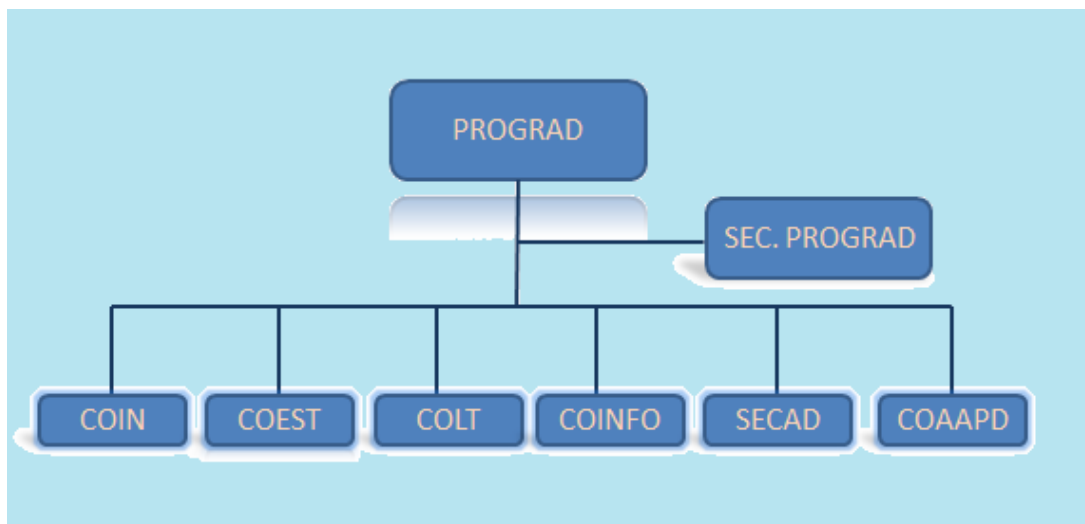 PROGRAD
SEC. PROGRAD
COIN
COEST
COLT
COINFO
SECAD
COAAPD